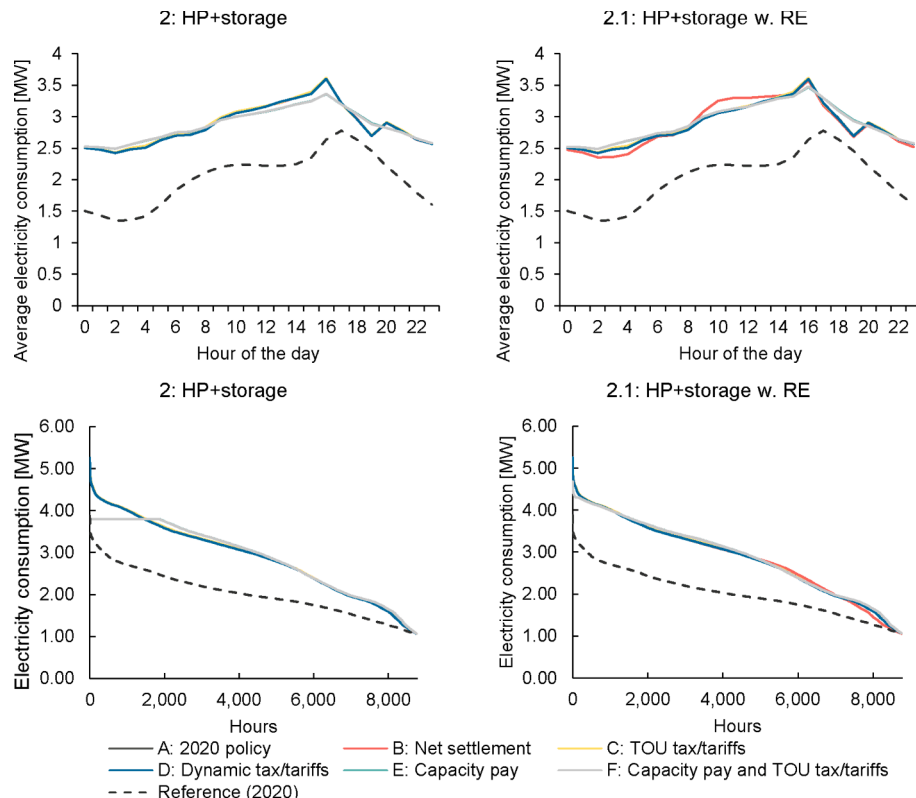 2: HP+storage
Average electricity consumption [MW]
4
3.5
3
2.5
2
1.5
1
0.5
0
0 2 4 6 8 10 12 14 16 18 20 22
Hour of the day
2.1: HP+storage w. RE
Average electricity consumption [MW]
4
3.5
3
2.5
2
1.5
1
0.5
0
0 2 4 6 8 10 12 14 16 18 20 22
Hour of the day
2: HP+storage
Electricity consumption [MW]
6.00
5.00
4.00
3.00
2.00
1.00
0.00
0 2,000 4,000 6,000 8,000
Hours
2.1: HP+storage w. RE
Electricity consumption [MW]
6.00
5.00
4.00
3.00
2.00
1.00
0.00
0 2,000 4,000 6,000 8,000
Hours
A: 2020 policy B: Net settlement C: TOU tax/tariffs
D: Dynamic tax/tariffs E: Capacity pay F: Capacity pay and TOU tax/tariffs
Reference (2020)